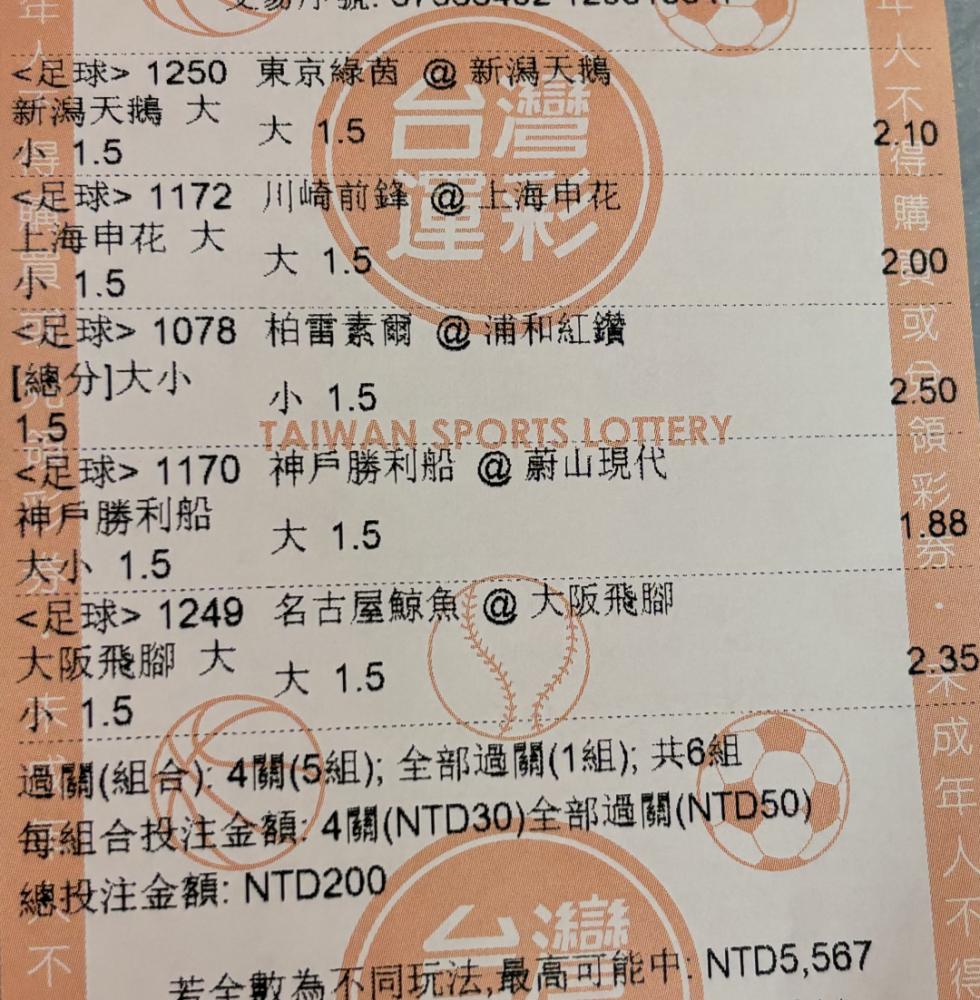 <足球> 1250 東京綠茵 @ 新潟天鵝
新潟天鵝 大
小 1.5
大 1.5
2.10
<足球> 1172 川崎前鋒 @ 上海申花
上海申花 大
小 1.5
大 1.5
2.00
<足球> 1078 柏雷素爾 @ 浦和紅鑽
[總分]大小
1.5
小 1.5
2.50
TAIWAN SPORTS LOTTERY
<足球> 1170 神戶勝利船 @ 蔚山現代
神戶勝利船
大小 1.5
大 1.5
1.88
<足球> 1249 名古屋鯨魚 @ 大阪飛腳
大阪飛腳 大
小 1.5
大 1.5
2.35
過關(組合): 4關(5組); 全部過關(1組); 共6組
每組合投注金額: 4關(NTD30)全部過關(NTD50)
總投注金額: NTD200
若全數為不同玩法,最高可能中: NTD5,567
台灣
運彩
台灣